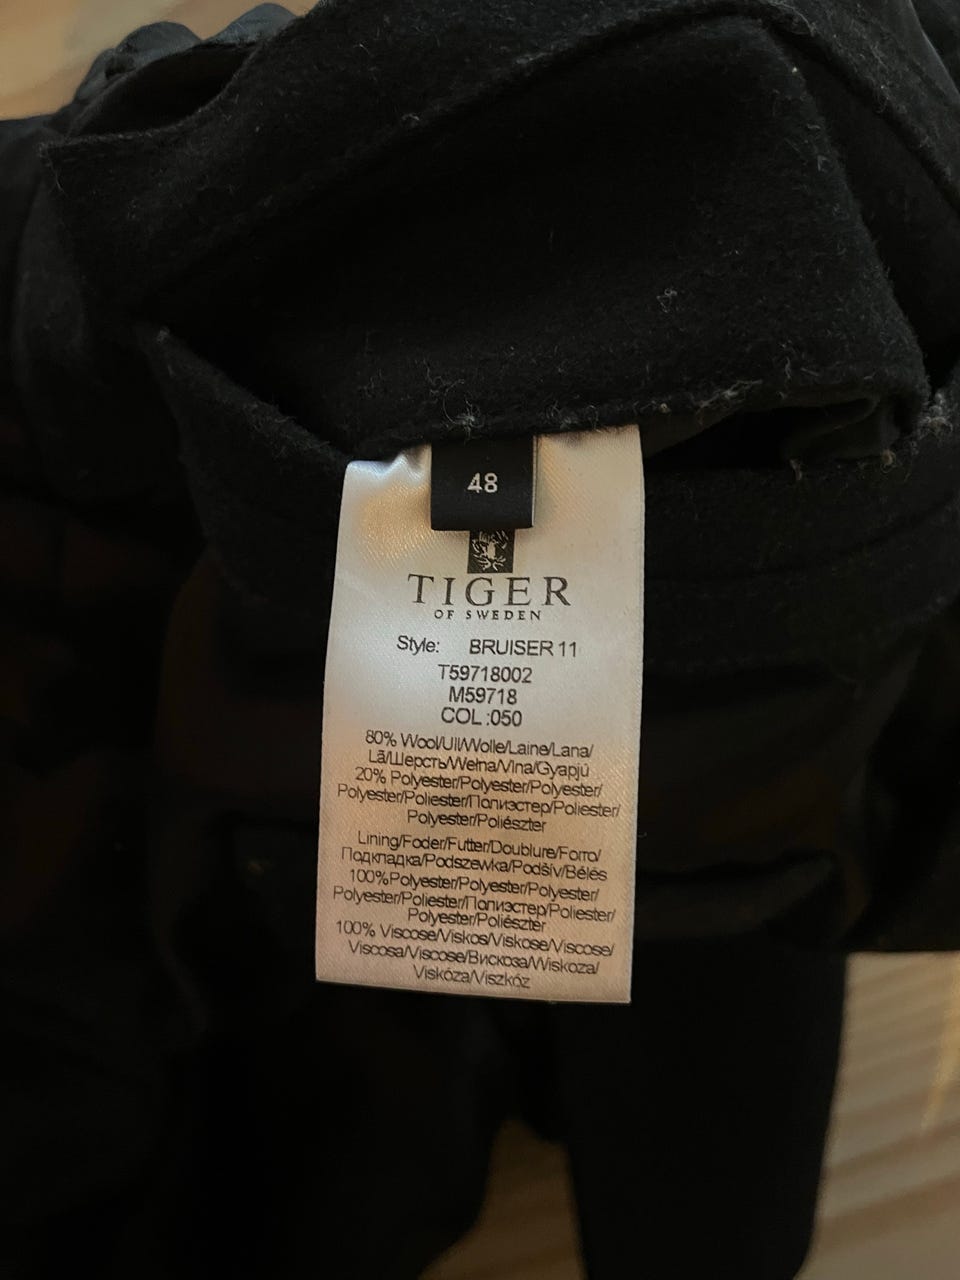 48
TIGER
OF SWEDEN
Style: BRUISER 11
T59718002
M59718
COL :050
80% Wool/Ull/Wolle/Laine/Lana/
Lã/Шерсть/Wełna/Vlna/Gyapjú
20% Polyester/Polyester/Polyester/
Polyester/Poliester/Полиэстер/Poliester/
Polyester/Poliészter
Lining/Foder/Futter/Doublure/Forro/
Подкладка/Podszewka/Podšív/Bélés
100%Polyester/Polyester/Polyester/
Polyester/Poliester/Полиэстер/Poliester/
Polyester/Poliészter
100% Viscose/Viskos/Viskose/Viscose/
Viscosa/Viscose/Вискоза/Wiskoza/
Viskóza/Viszkóz